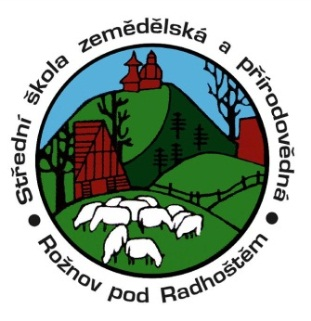 Střední škola zemědělská a přírodovědná
Rožnov pod Radhoštěm